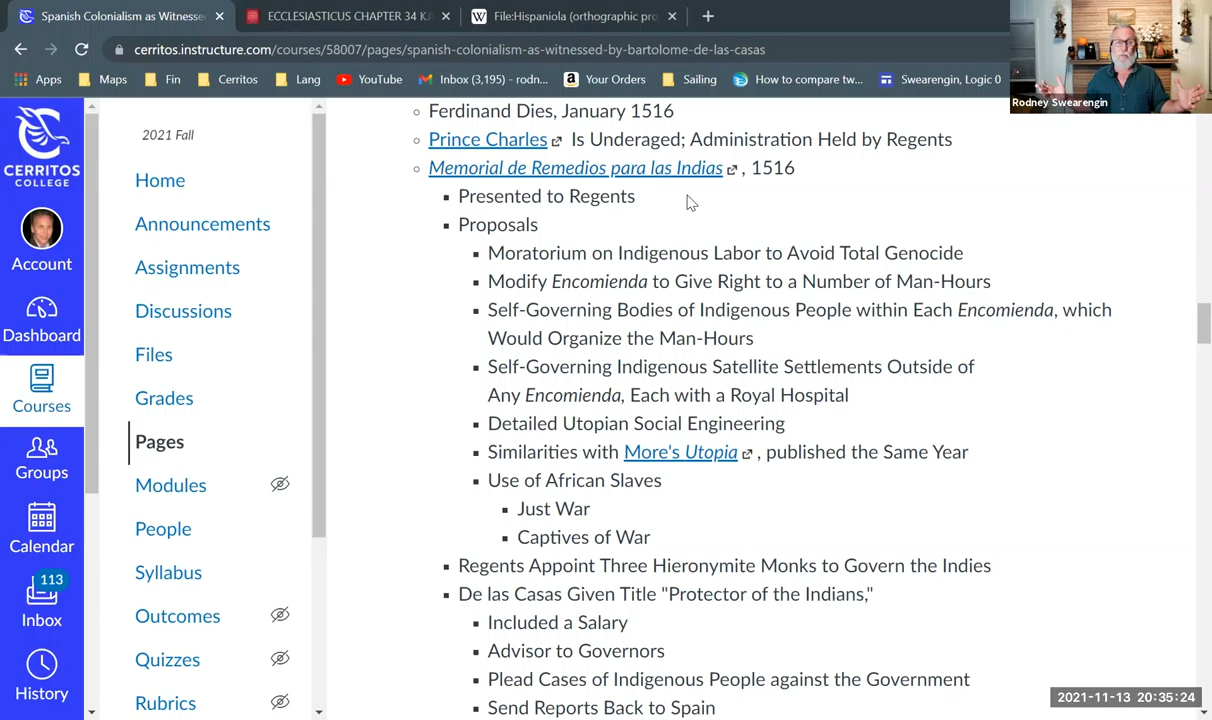 Spanish Colonialism as Witnesse
ECCLESIASTICUS CHAPTER 34 KJ
File:Hispaniola (orthographic pro
cerritos.instructure.com/courses/58007/pages/spanish-colonialism-as-witnessed-by-bartolome-de-las-casas
Apps
Maps
Fin
Cerritos
Lang
YouTube
Inbox (3,195) - rodn...
Your Orders
Sailing
How to compare tw...
Swearengin, Logic 0
Rodney Swearengin
CERRITOS
COLLEGE
Account
Dashboard
Courses
Groups
Calendar
113
Inbox
History
2021 Fall
Home
Announcements
Assignments
Discussions
Files
Grades
Pages
Modules
People
Syllabus
Outcomes
Quizzes
Rubrics
Ferdinand Dies, January 1516
Prince Charles Is Underaged; Administration Held by Regents
Memorial de Remedios para las Indias , 1516
Presented to Regents
Proposals
Moratorium on Indigenous Labor to Avoid Total Genocide
Modify Encomienda to Give Right to a Number of Man-Hours
Self-Governing Bodies of Indigenous People within Each Encomienda, which
Would Organize the Man-Hours
Self-Governing Indigenous Satellite Settlements Outside of
Any Encomienda, Each with a Royal Hospital
Detailed Utopian Social Engineering
Similarities with More's Utopia , published the Same Year
Use of African Slaves
Just War
Captives of War
Regents Appoint Three Hieronymite Monks to Govern the Indies
De las Casas Given Title "Protector of the Indians,"
Included a Salary
Advisor to Governors
Plead Cases of Indigenous People against the Government
Send Reports Back to Spain
2021-11-13 20:35:24